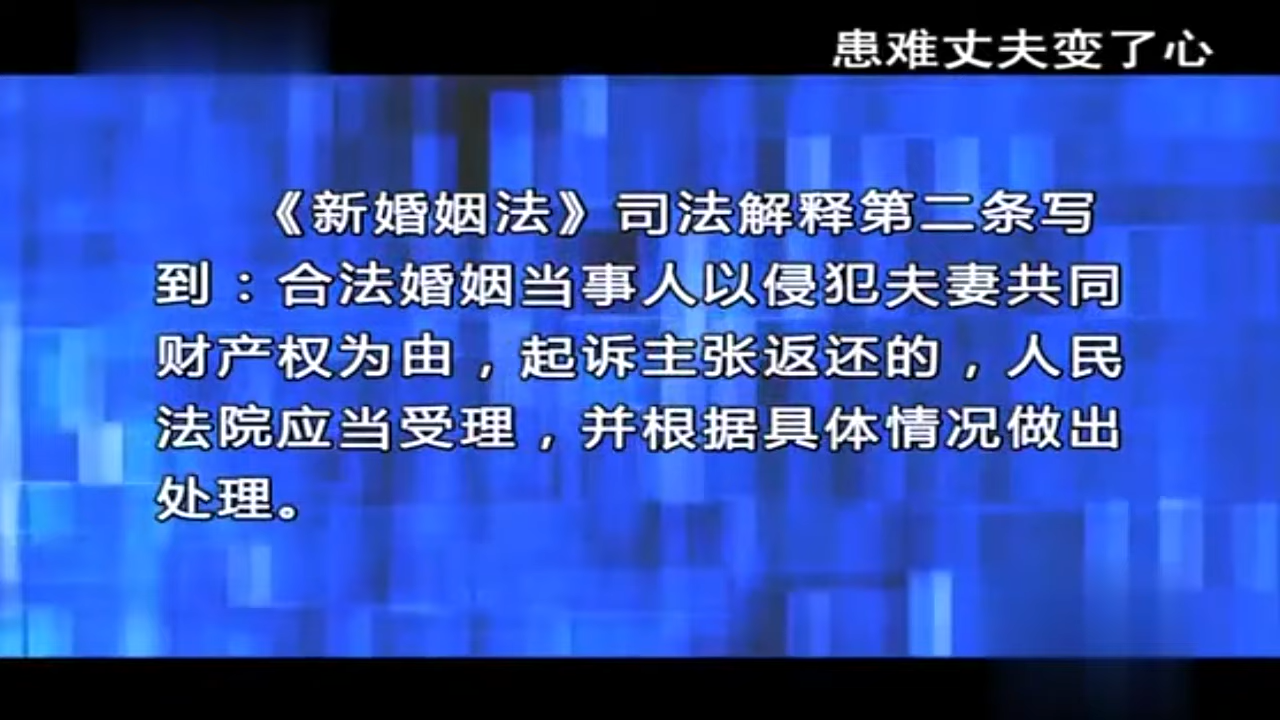 患难丈夫变了心
《新婚姻法》司法解释第二条写
到：合法婚姻当事人以侵犯夫妻共同
财产权为由，起诉主张返还的，人民
法院应当受理，并根据具体情况做出
处理。